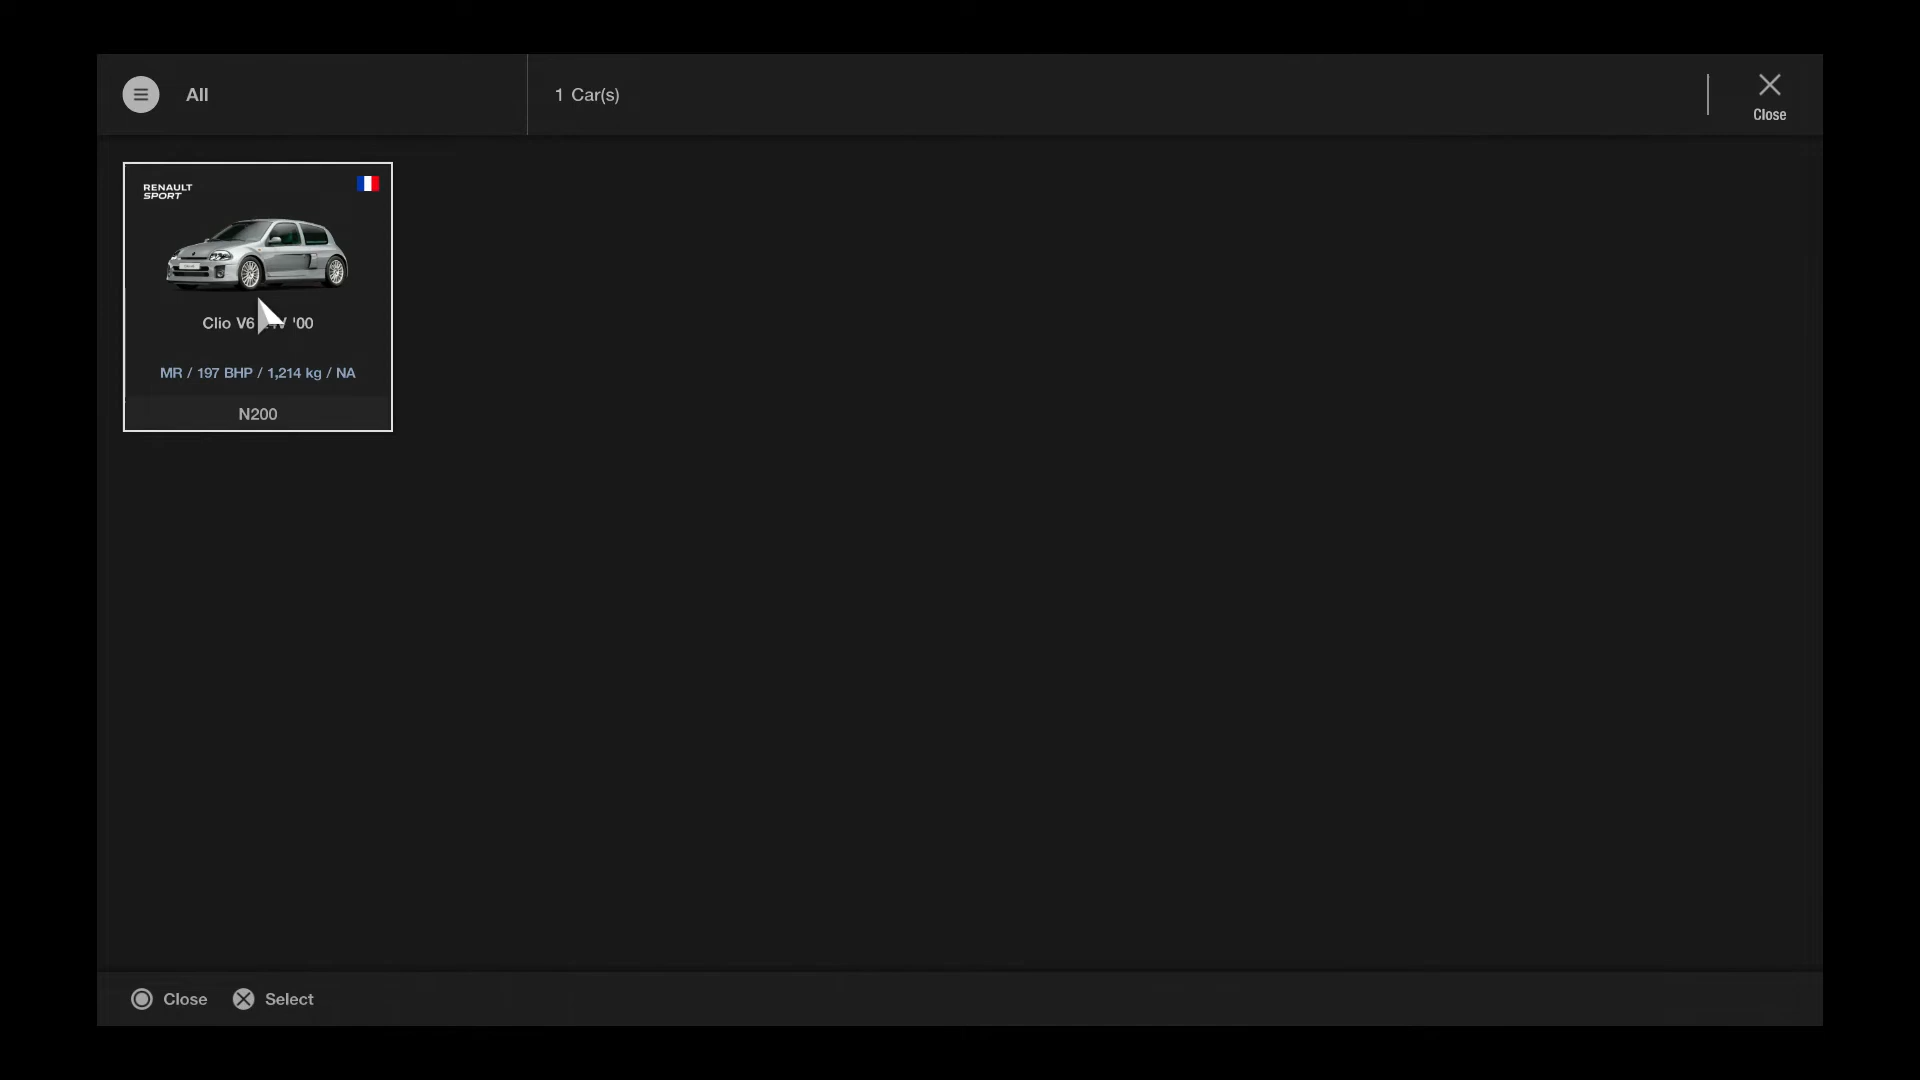 All
1 Car(s)
Close
RENAULT
SPORT
Clio V6 '00
MR / 197 BHP / 1,214 kg / NA
N200
Close
Select